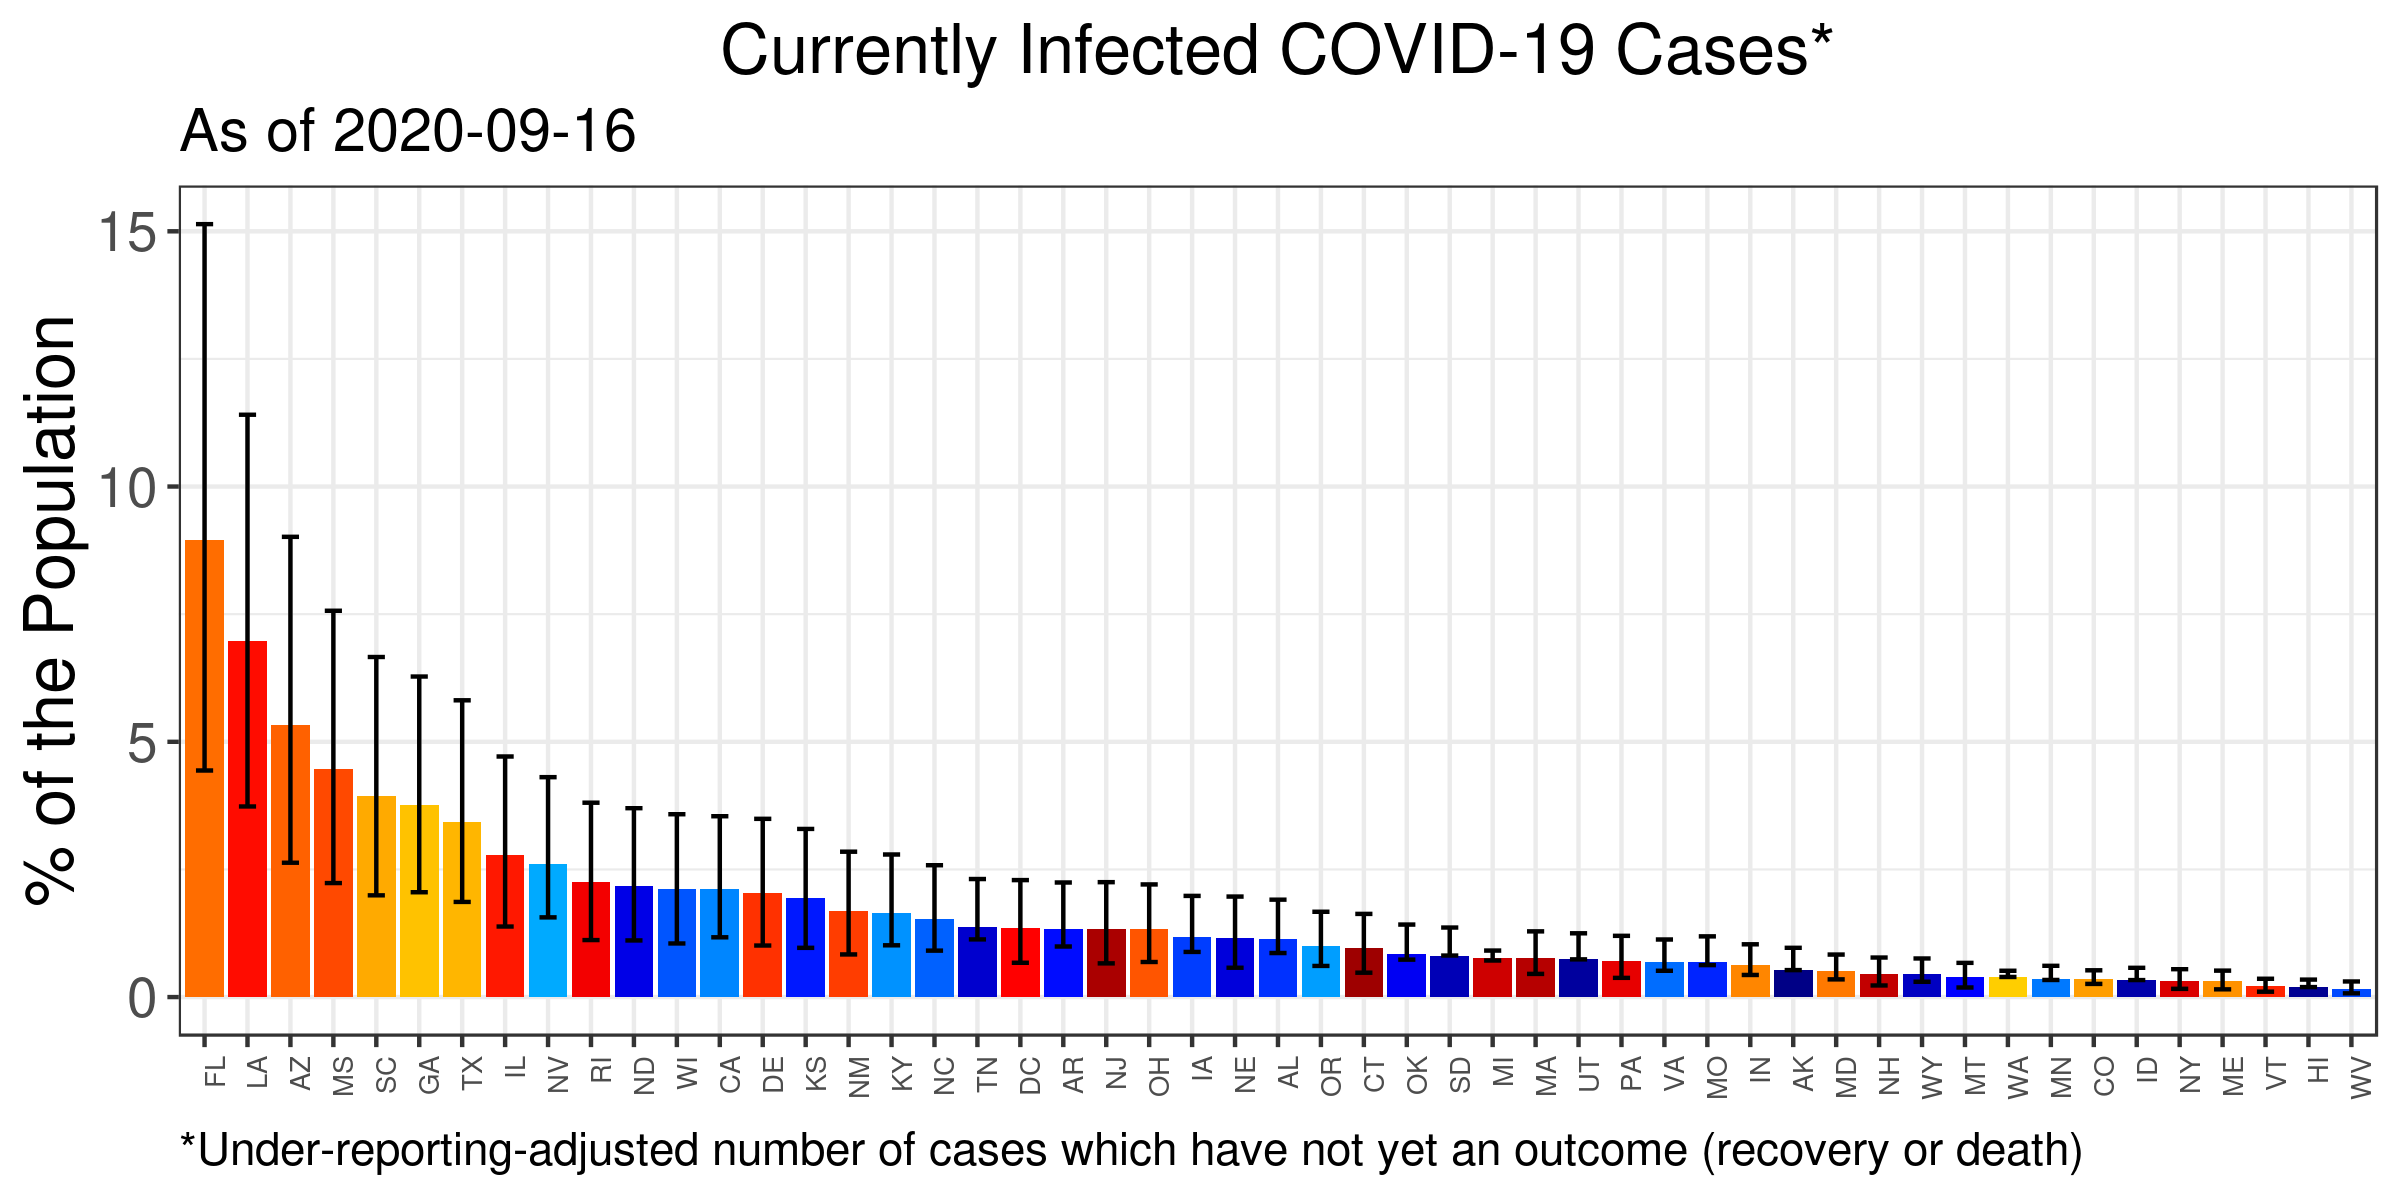 Currently Infected COVID-19 Cases*
As of 2020-09-16
% of the Population
15
10
5
0
FL LA AZ MS SC GA TX IL NV RI ND WI CA DE KS NM KY NC TN DC AR NJ OH IA NE AL OR CT OK SD MI MA UT PA VA MO IN AK MD NH WY MT WA MN CO ID NY ME VT HI WV
*Under-reporting-adjusted number of cases which have not yet an outcome (recovery or death)